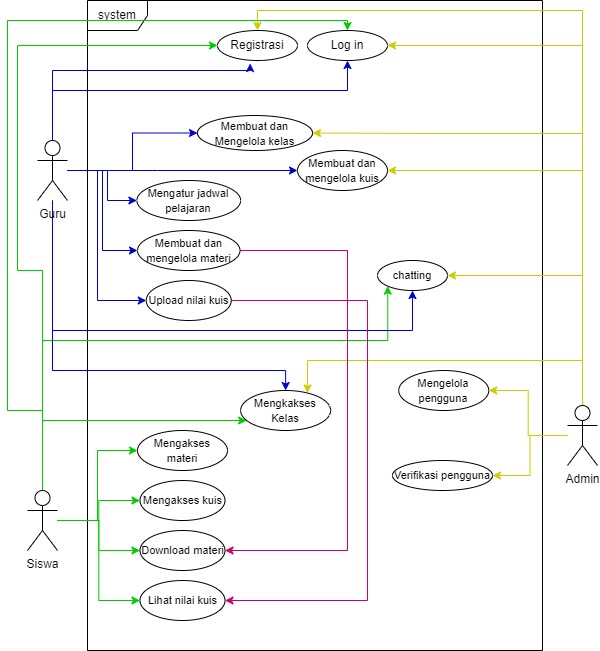 system
Registrasi
Log in
Membuat dan
Mengelola kelas
Membuat dan
mengelola kuis
Guru
Mengatur jadwal
pelajaran
Membuat dan
mengelola materi
chatting
Upload nilai kuis
Mengelola
pengguna
Mengkakses
Kelas
Mengakses
materi
Verifikasi pengguna
Admin
Mengakses kuis
Siswa
Download materi
Lihat nilai kuis